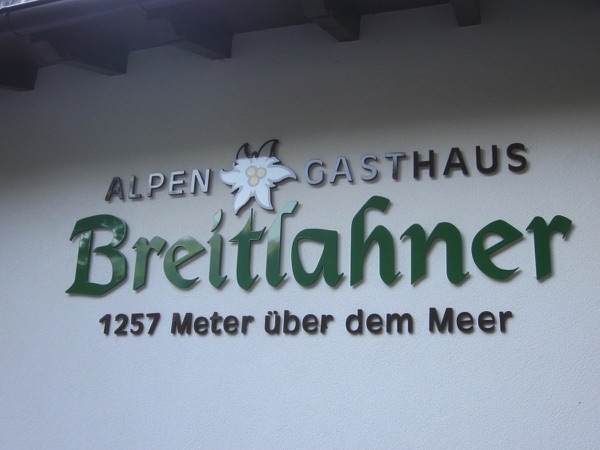 ALPEN GASTHAUS
Breitlahner
1257 Meter über dem Meer